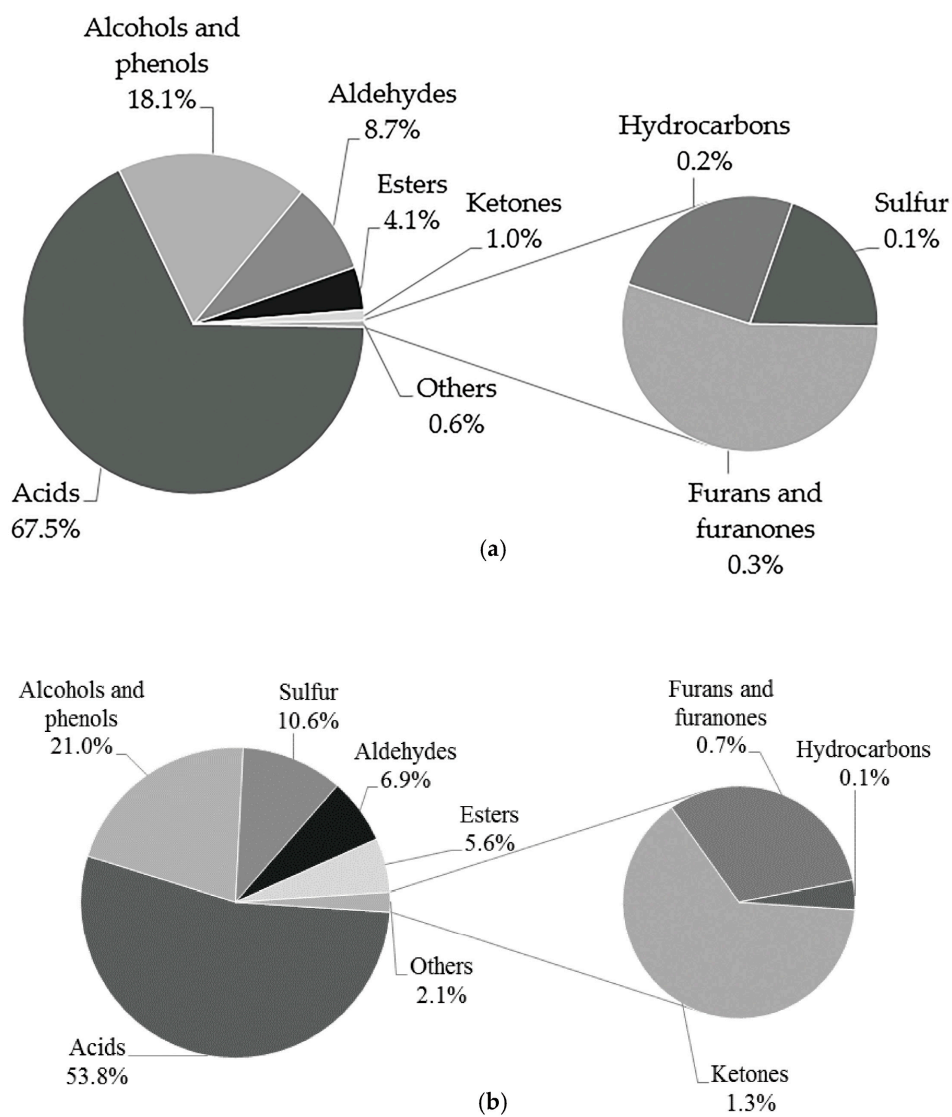 Alcohols and
phenols
18.1%
Aldehydes
8.7%
Esters
4.1%
Ketones
1.0%
Others
0.6%
Acids
67.5%
Hydrocarbons
0.2%
Sulfur
0.1%
Furans and
furanones
0.3%
(a)
Alcohols and
phenols
21.0%
Sulfur
10.6%
Aldehydes
6.9%
Esters
5.6%
Others
2.1%
Acids
53.8%
Furans and
furanones
0.7%
Hydrocarbons
0.1%
Ketones
1.3%
(b)